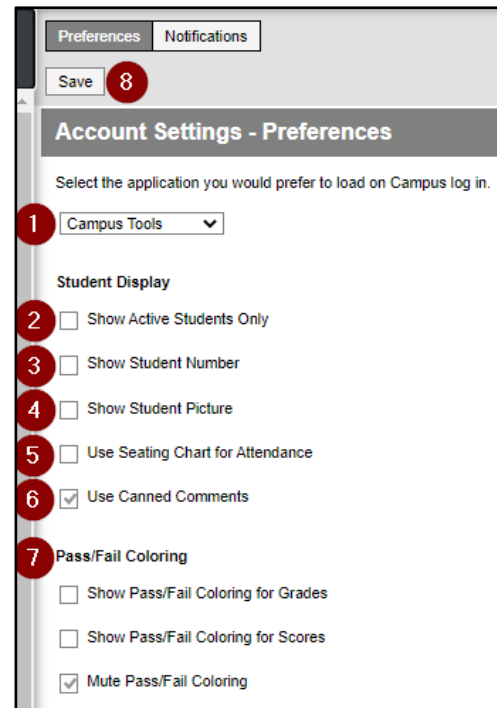 Preferences Notifications
Save 8
Account Settings - Preferences
Select the application you would prefer to load on Campus log in.
1 Campus Tools
Student Display
2 Show Active Students Only
3 Show Student Number
4 Show Student Picture
5 Use Seating Chart for Attendance
6 Use Canned Comments
7 Pass/Fail Coloring
Show Pass/Fail Coloring for Grades
Show Pass/Fail Coloring for Scores
Mute Pass/Fail Coloring